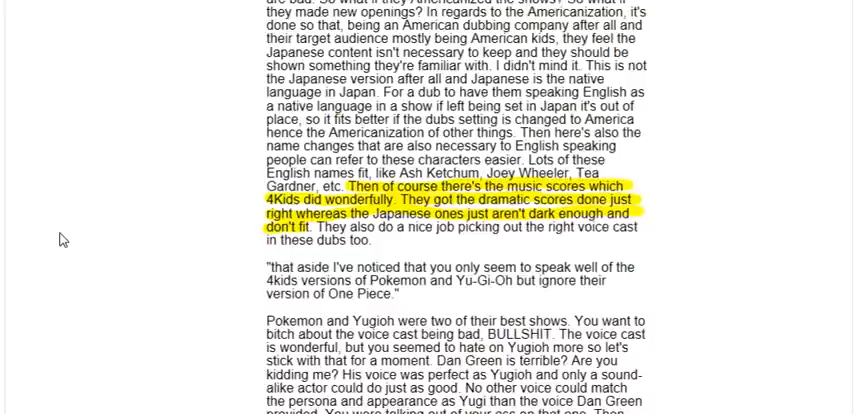 are bad. So what if they Americanized the shows? So what if
they made new openings? In regards to the Americanization, it's
done so that, being an American dubbing company after all and
their target audience mostly being American kids, they feel the
Japanese content isn't necessary to keep and they should be
shown something they're familiar with. I didn't mind it. This is not
the Japanese version after all and Japanese is the native
language in Japan. For a dub to have them speaking English as
a native language in a show if left being set in Japan it's out of
place, so it fits better if the dubs setting is changed to America
hence the Americanization of other things. Then here's also the
name changes that are also necessary to English speaking
people can refer to these characters easier. Lots of these
English names fit, like Ash Ketchum, Joey Wheeler, Tea
Gardner, etc. Then of course there's the music scores which
4Kids did wonderfully. They got the dramatic scores done just
right whereas the Japanese ones just aren't dark enough and
don't fit. They also do a nice job picking out the right voice cast
in these dubs too.
"that aside I've noticed that you only seem to speak well of the
4kids versions of Pokemon and Yu-Gi-Oh but ignore their
version of One Piece."
Pokemon and Yugioh were two of their best shows. You want to
bitch about the voice cast being bad, BULLSHIT. The voice cast
is wonderful, but you seemed to hate on Yugioh more so let's
stick with that for a moment. Dan Green is terrible? Are you
kidding me? His voice was perfect as Yugioh and only a sound-
alike actor could do just as good. No other voice could match
the persona and appearance as Yugi than the voice Dan Green
provided. You were talking out of your ass on that one. Then